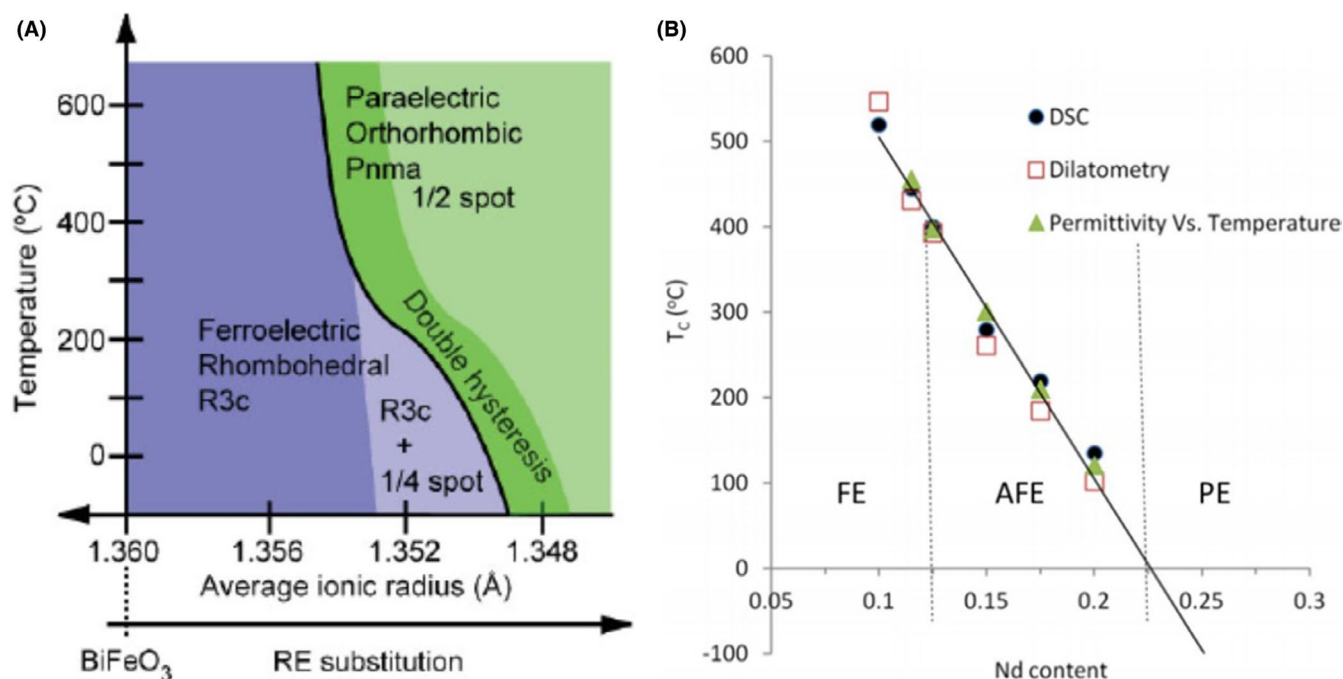 (A)
Temperature (ºC)
600
400
200
0
Paraelectric
Orthorhombic
Pnma
1/2 spot
Ferroelectric
Rhombohedral
R3c
R3c
+
1/4 spot
Double hysteresis
1.360
1.356
1.352
1.348
Average ionic radius (Å)
BiFeO3
RE substitution
(B)
TC (ºC)
600
500
400
300
200
100
0
-100
DSC
Dilatometry
Permittivity Vs. Temperature
FE
AFE
PE
0.05
0.1
0.15
0.2
0.25
0.3
Nd content